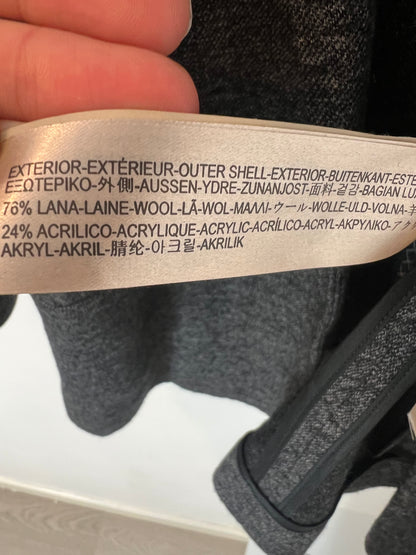 EXTERIOR-EXTÉRIEUR-OUTER SHELL-EXTERIOR-BUITENKANT-ESTE
ΕΞΩΤΕΡΙΚΟ-外側-AUSSEN-YDRE-ZUNANJOST-面料-겉감-BAGIAN LU
76% LANA-LAINE-WOOL-LÃ-WOL-ΜΑΛΛΙ-ウール-WOLLE-ULD-VOLNA-
24% ACRILICO-ACRYLIQUE-ACRYLIC-ACRÍLICO-ACRYL-ΑΚΡΥΛΙΚΟ-アク
AKRYL-AKRIL-腈纶-아크릴-AKRILIK